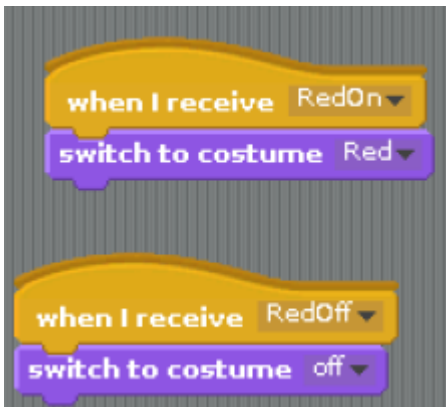 when I receive RedOn
switch to costume Red
when I receive RedOff
switch to costume off